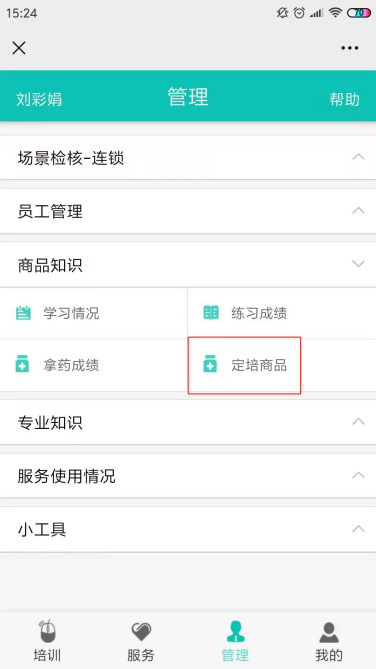 15:24
70
刘彩娟
管理
帮助
场景检核-连锁
员工管理
商品知识
学习情况
练习成绩
拿药成绩
定培商品
专业知识
服务使用情况
小工具
培训
服务
管理
我的